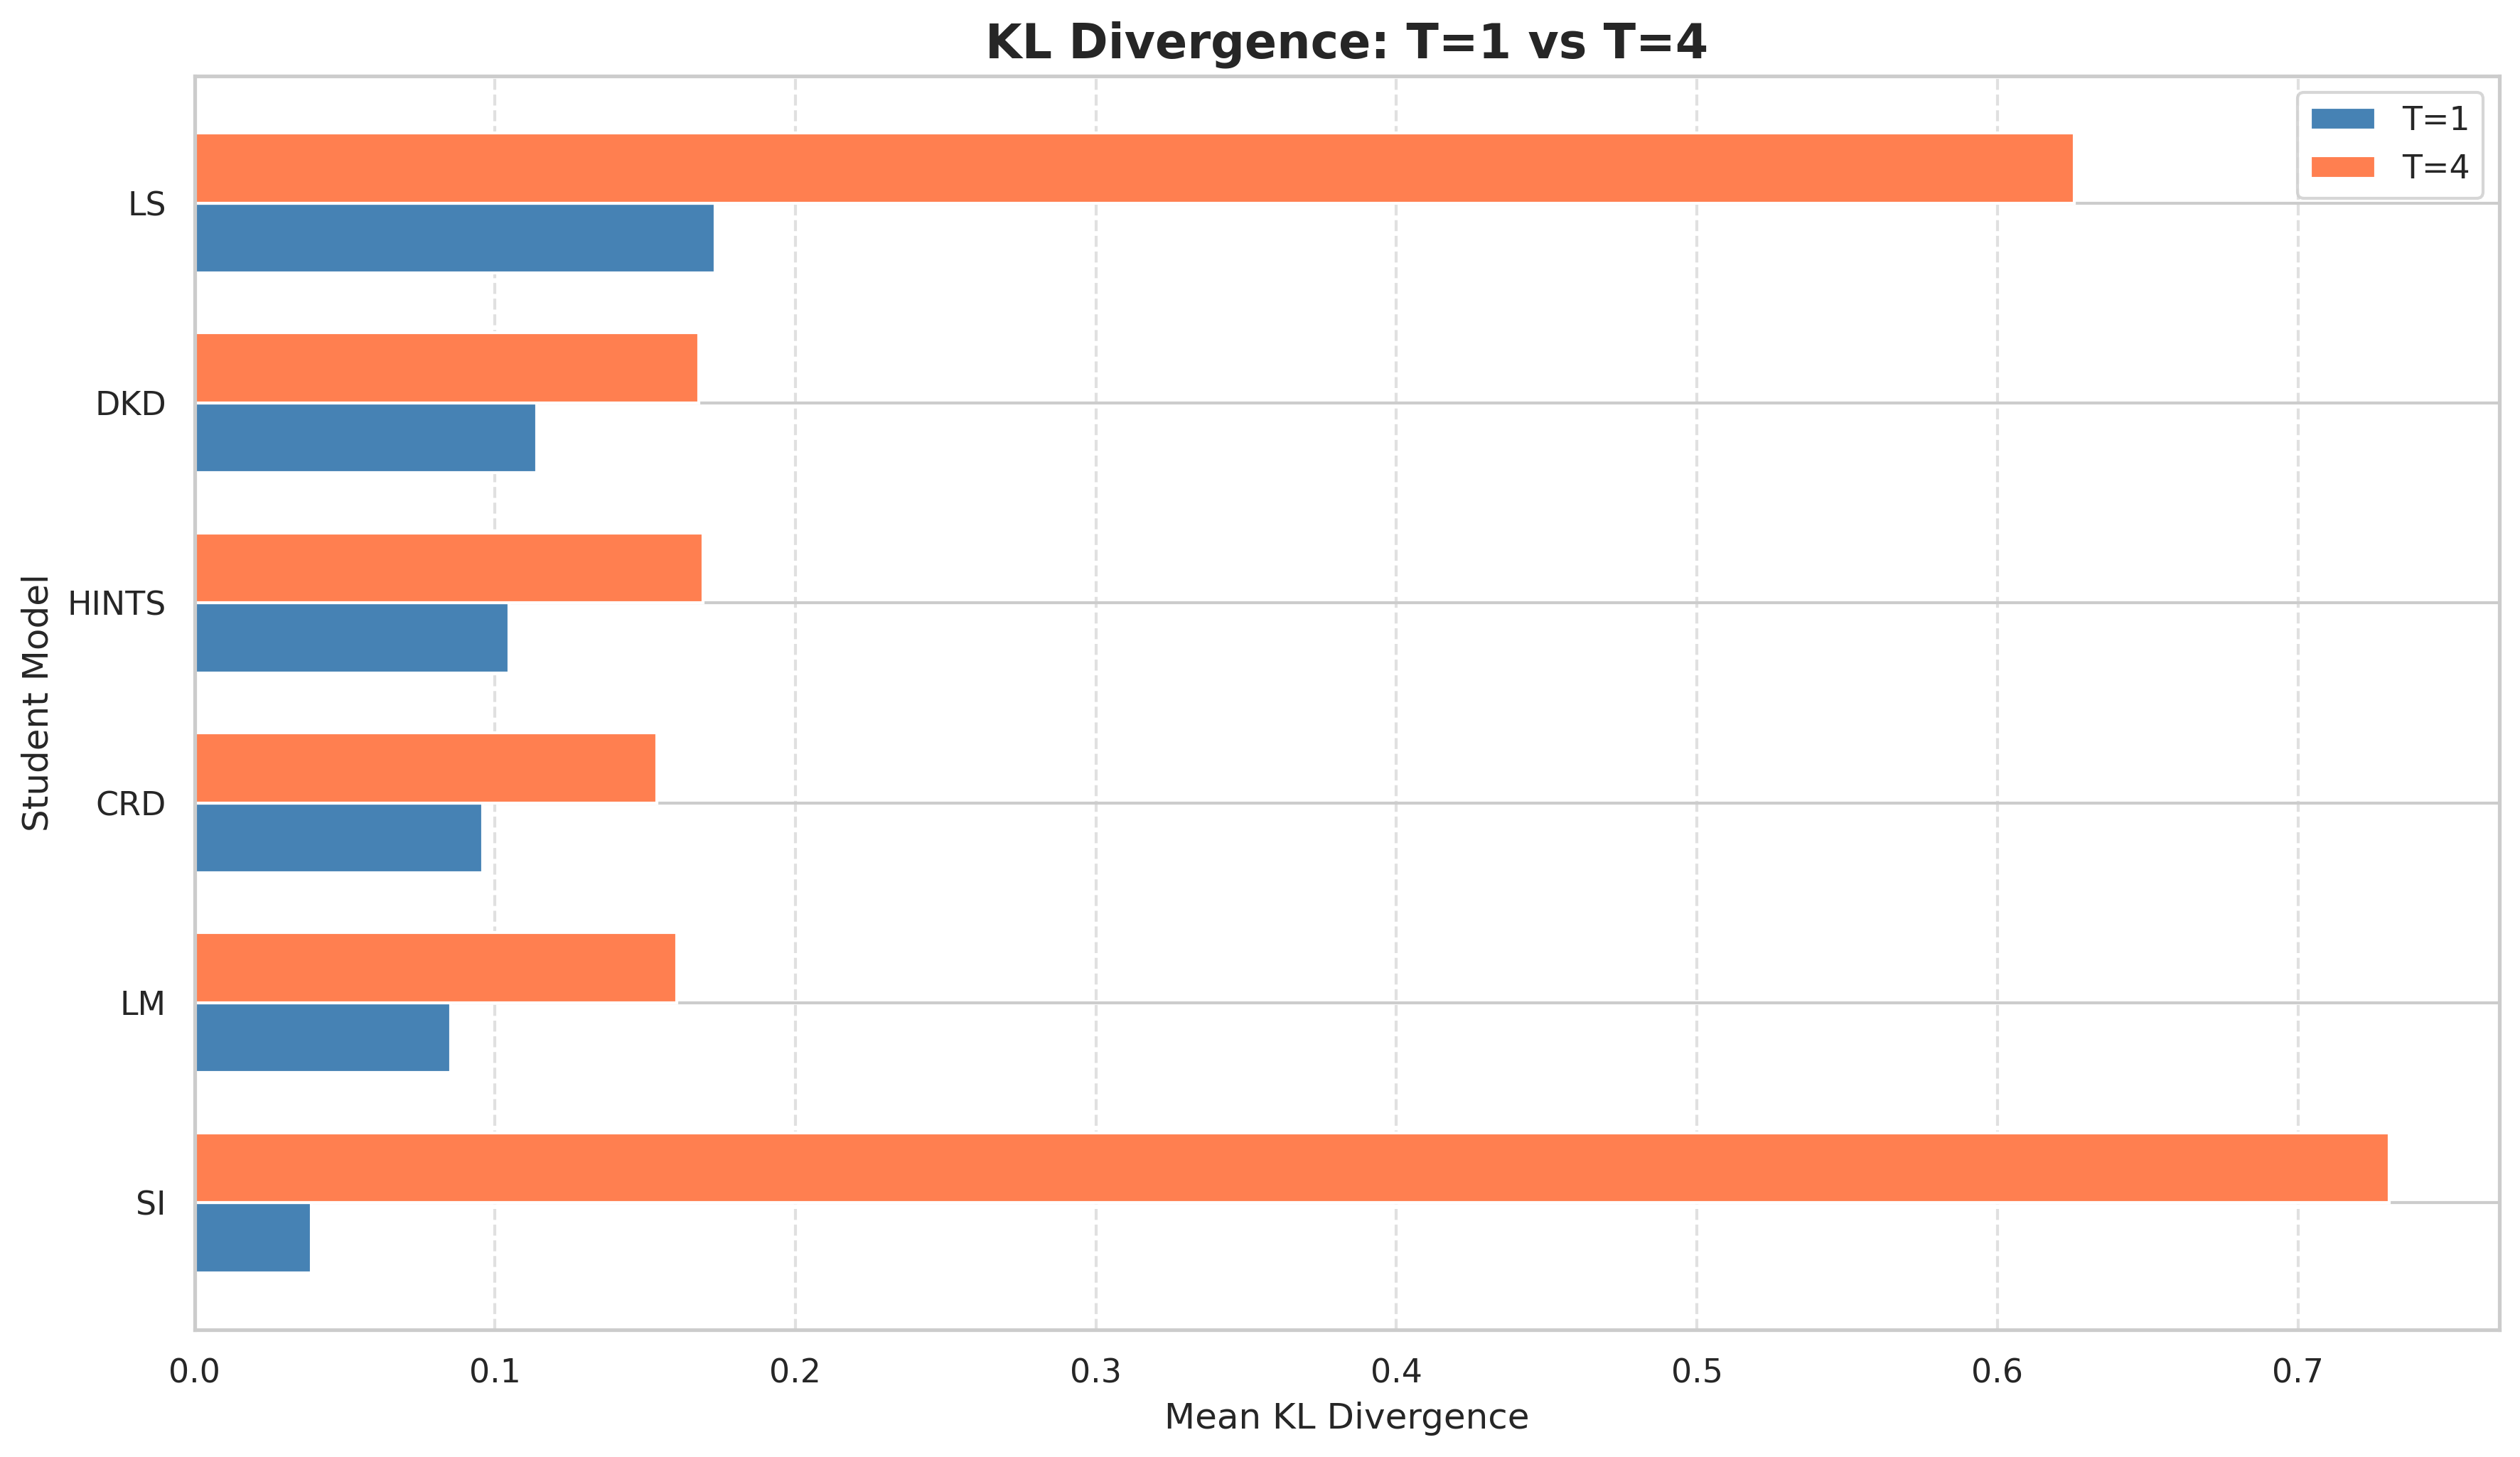 KL Divergence: T=1 vs T=4
T=1
T=4
LS
DKD
HINTS
CRD
LM
SI
Student Model
0.0 0.1 0.2 0.3 0.4 0.5 0.6 0.7
Mean KL Divergence